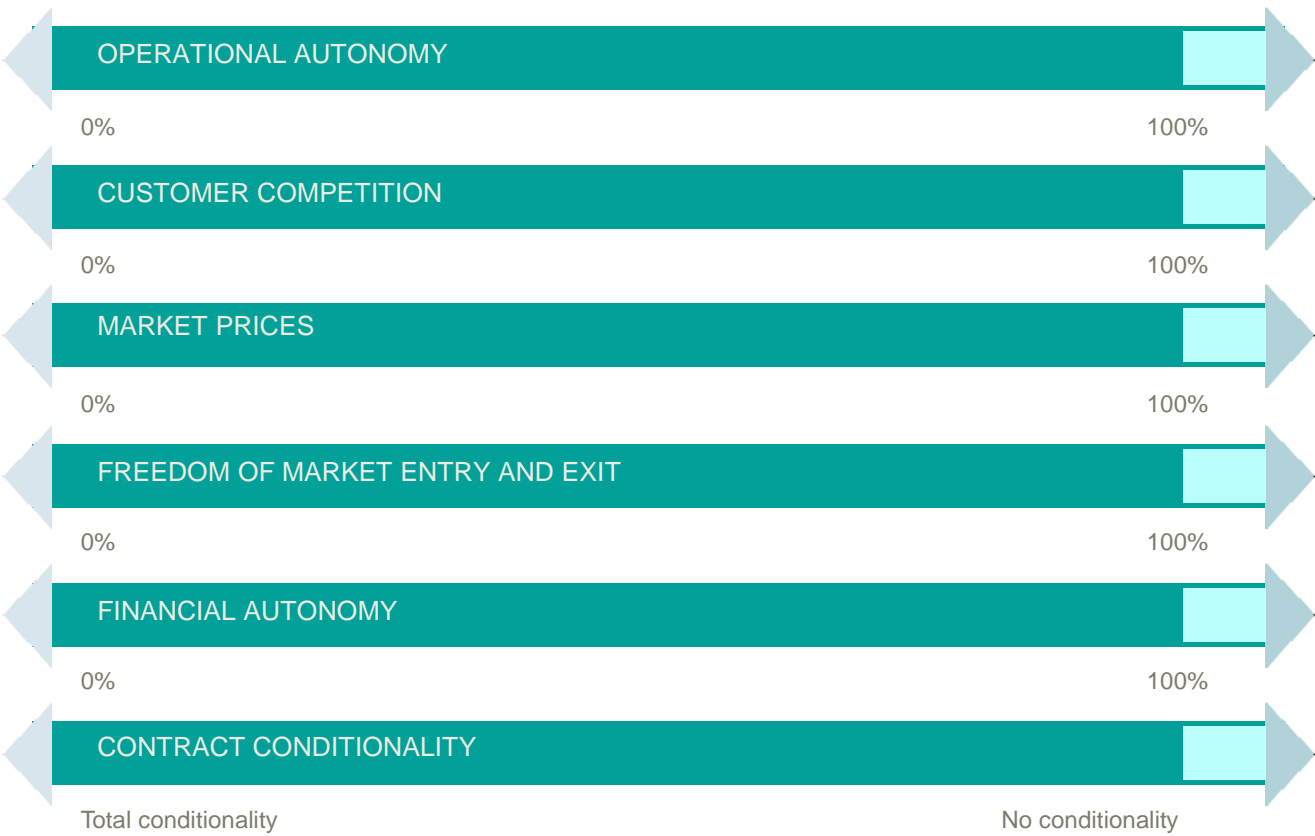 OPERATIONAL AUTONOMY
0% 100%
CUSTOMER COMPETITION
0% 100%
MARKET PRICES
0% 100%
FREEDOM OF MARKET ENTRY AND EXIT
0% 100%
FINANCIAL AUTONOMY
0% 100%
CONTRACT CONDITIONALITY
Total conditionality No conditionality